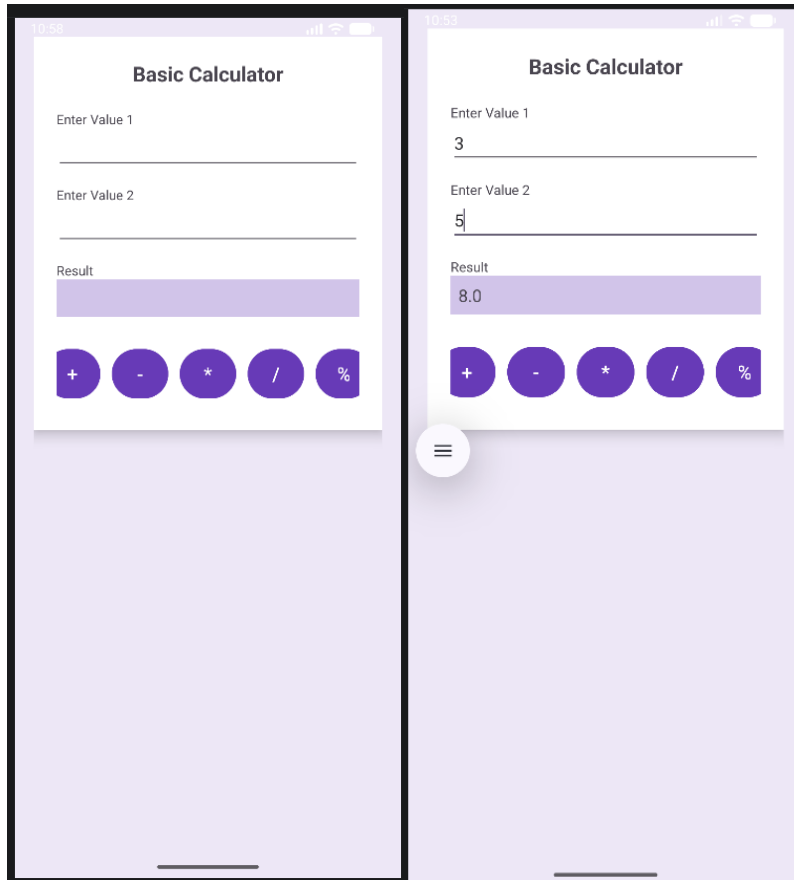 10:58
Basic Calculator
Enter Value 1
Enter Value 2
Result
+ - * / %
10:53
Basic Calculator
Enter Value 1
3
Enter Value 2
5
Result
8.0
+ - * / %